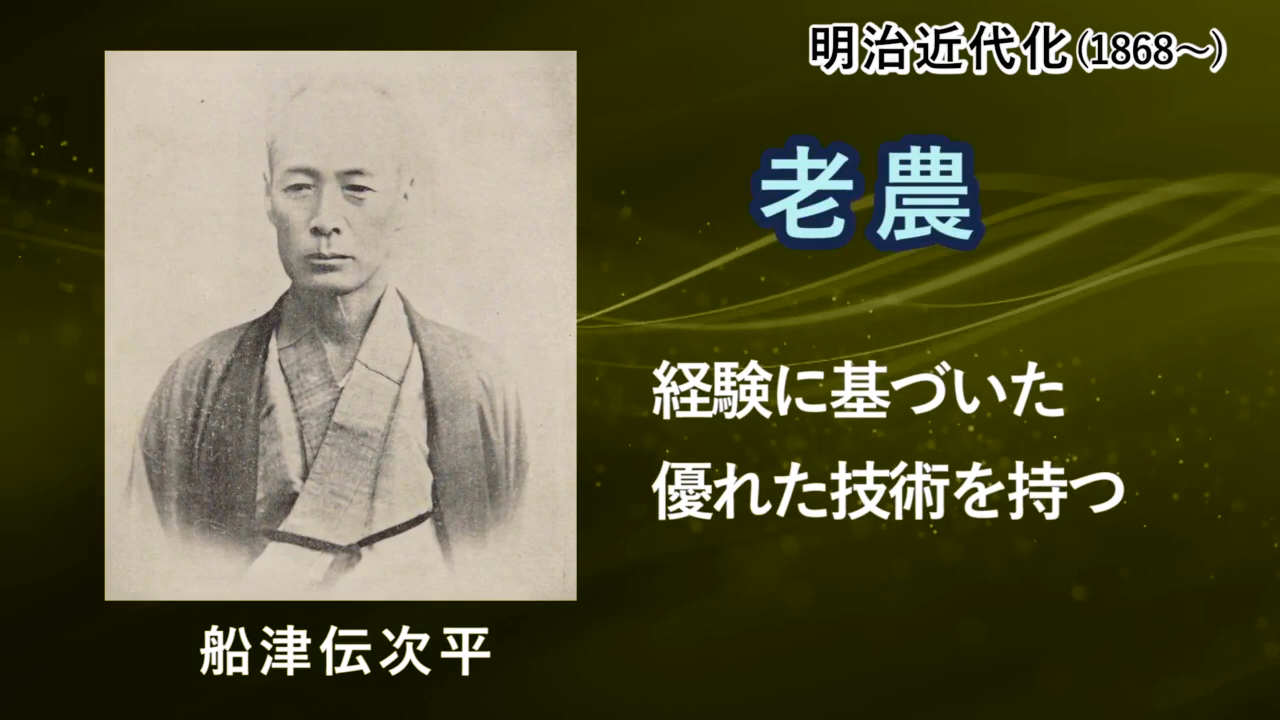 明治近代化(1868～)
老農
経験に基づいた
優れた技術を持つ
船津伝次平